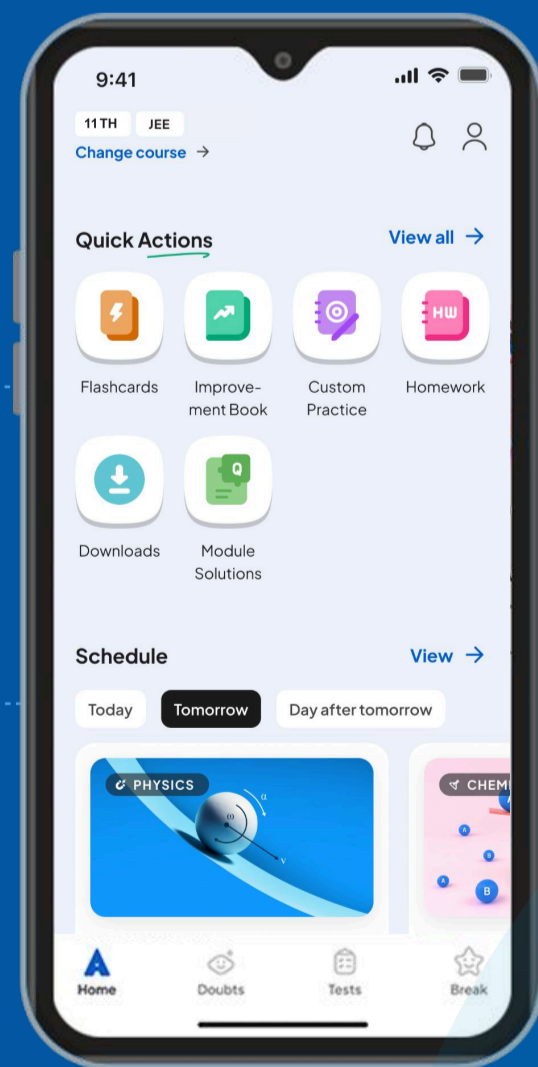 9:41
11TH JEE
Change course →
Quick Actions
View all →
HW
Flashcards
Improve-
ment Book
Custom
Practice
Homework
Q
Downloads
Module
Solutions
Schedule
View →
Today
Tomorrow
Day after tomorrow
PHYSICS
α
ω
v
CHEM
A
A
B
A
B
Home
Doubts
Tests
Break